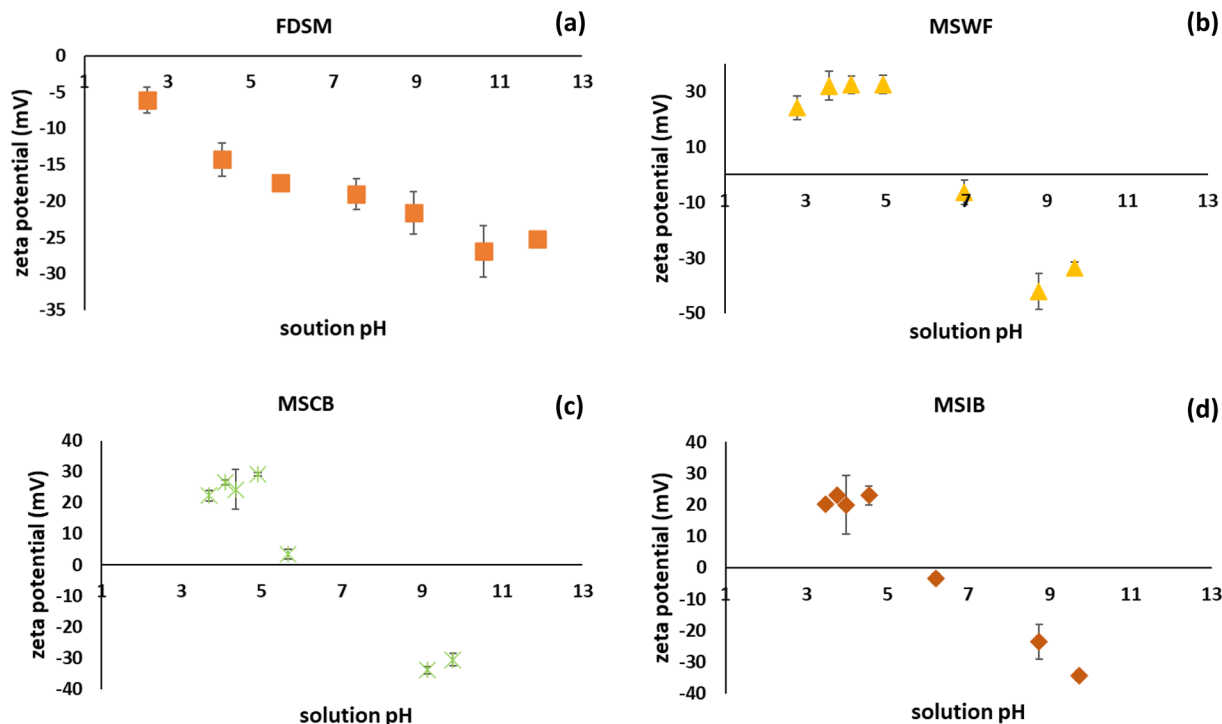 FDSM
(a)
0
1 3 5 7 9 11 13
-5
-10
-15
-20
-25
-30
-35
zeta potential (mV)
soution pH
MSWF
(b)
30
10
-10
-30
-50
1 3 5 7 9 11 13
zeta potential (mV)
solution pH
MSCB
(c)
40
30
20
10
0
-10
-20
-30
-40
1 3 5 7 9 11 13
zeta potential (mV)
solution pH
MSIB
(d)
40
30
20
10
0
-10
-20
-30
-40
1 3 5 7 9 11 13
zeta potential (mV)
solution pH